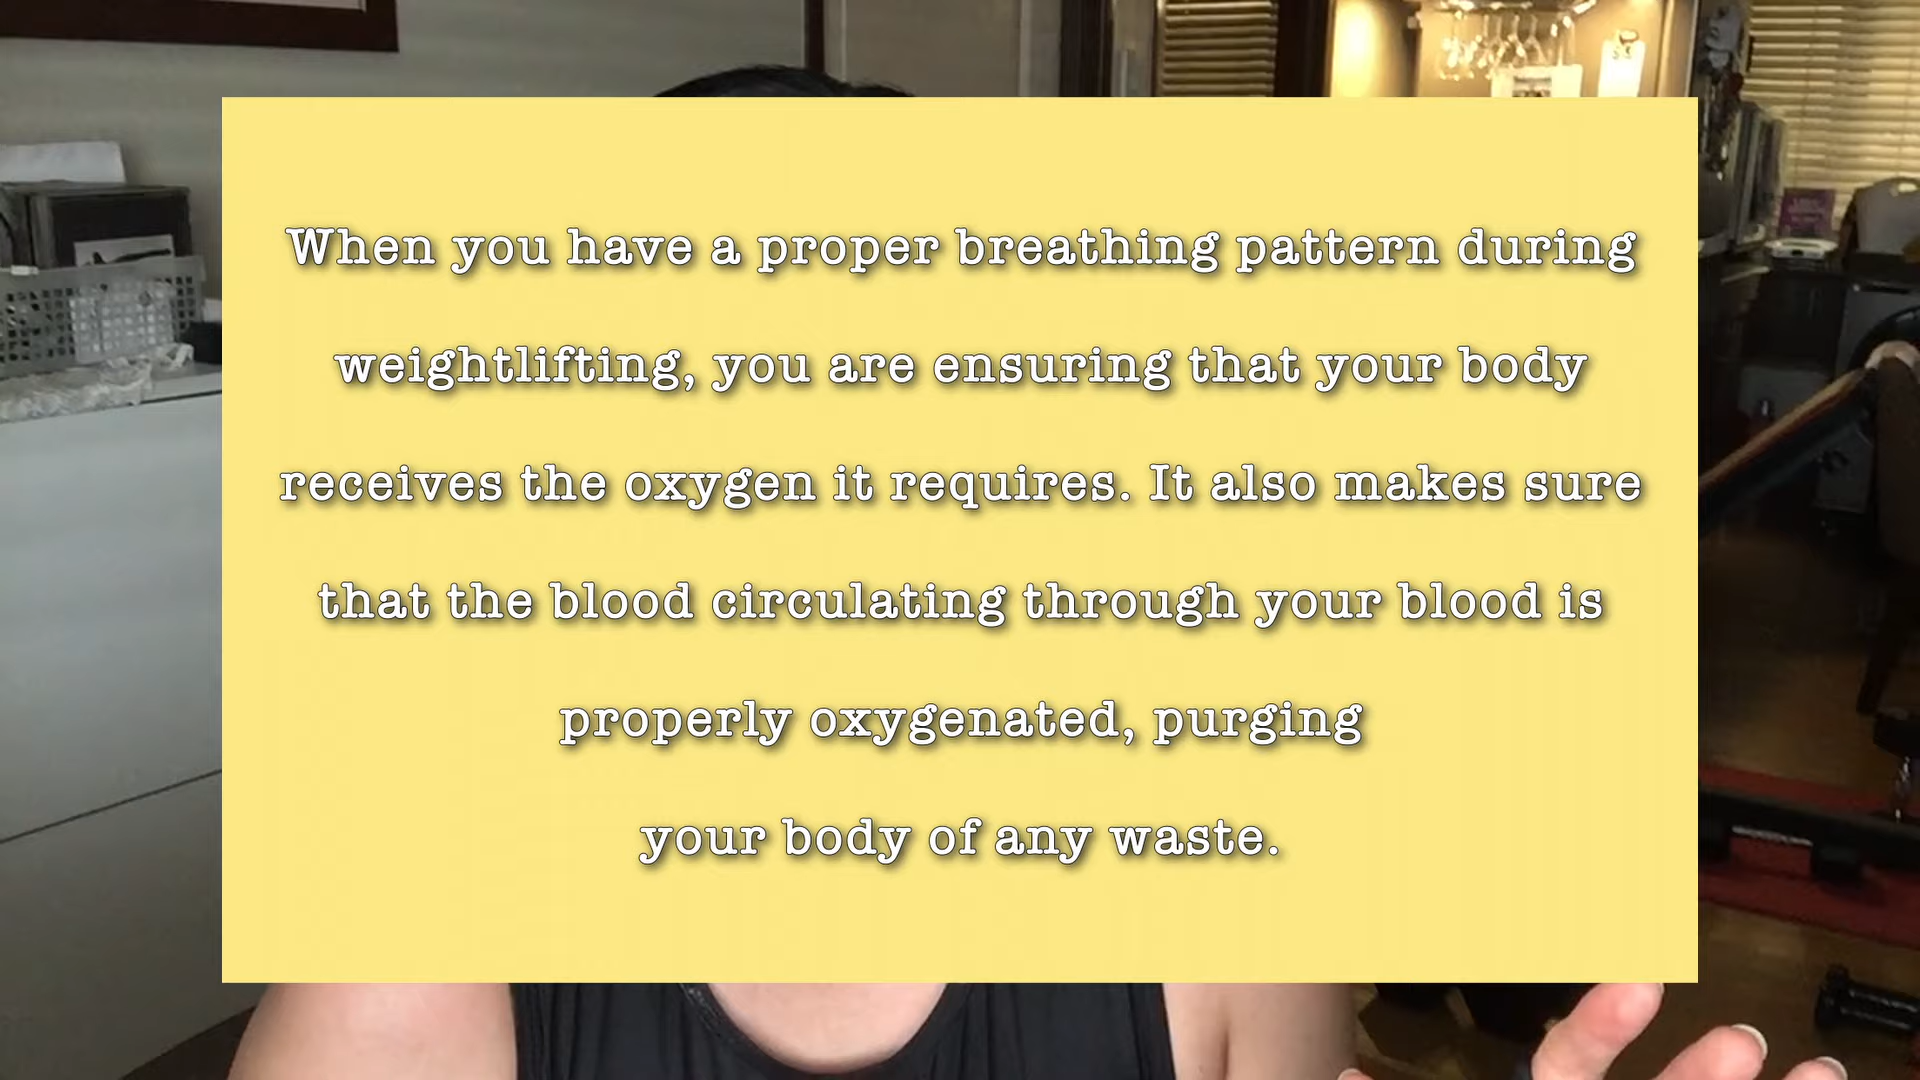 When you have a proper breathing pattern during
weightlifting, you are ensuring that your body
receives the oxygen it requires. It also makes sure
that the blood circulating through your blood is
properly oxygenated, purging
your body of any waste.